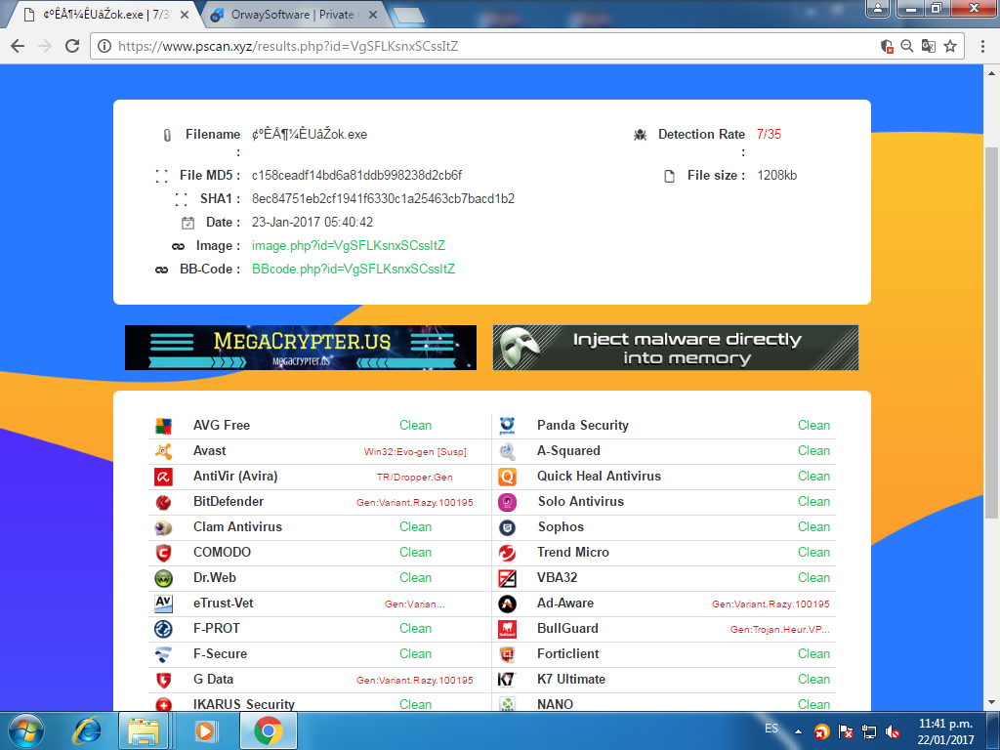 ¢ºÊÅ¶¼ÊUâŽok.exe | 7/3
OrwaySoftware | Private
https://www.pscan.xyz/results.php?id=VgSFLKsnxSCssItZ
Filename : ¢ºÊÅ¶¼ÊUâŽok.exe
Detection Rate : 7/35
File MD5 : c158ceadf14bd6a81ddb998238d2cb6f
File size : 1208kb
SHA1 : 8ec84751eb2cf1941f6330c1a25463cb7bacd1b2
Date : 23-Jan-2017 05:40:42
Image : image.php?id=VgSFLKsnxSCssItZ
BB-Code : BBcode.php?id=VgSFLKsnxSCssItZ
MEGACRYPTER.US
MEGACRYPTER.US
Inject malware directly
into memory
AVG Free Clean
Panda Security Clean
Avast Win32:Evo-gen [Susp]
A-Squared Clean
AntiVir (Avira) TR/Dropper.Gen
Quick Heal Antivirus Clean
BitDefender Gen:Variant.Razy.100195
Solo Antivirus Clean
Clam Antivirus Clean
Sophos Clean
COMODO Clean
Trend Micro Clean
Dr.Web Clean
VBA32 Clean
eTrust-Vet Gen:Varian...
Ad-Aware Gen:Variant.Razy.100195
F-PROT Clean
BullGuard Gen:Trojan.Heur.VP...
F-Secure Clean
Forticlient Clean
G Data Gen:Variant.Razy.100195
K7 Ultimate Clean
IKARUS Security Clean
NANO Clean
ES
11:41 p.m.
22/01/2017